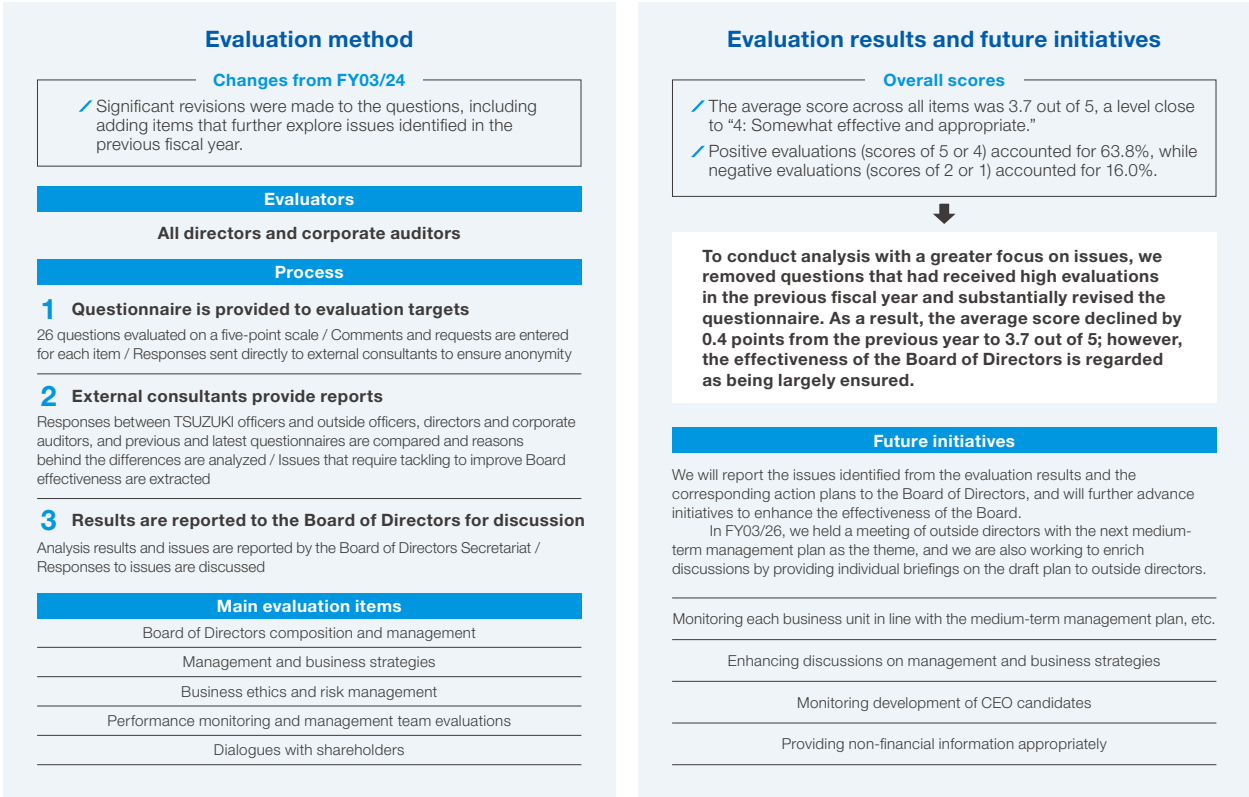 Evaluation method
Changes from FY03/24
Significant revisions were made to the questions, including
adding items that further explore issues identified in the
previous fiscal year.
Evaluators
All directors and corporate auditors
Process
1 Questionnaire is provided to evaluation targets
26 questions evaluated on a five-point scale / Comments and requests are entered
for each item / Responses sent directly to external consultants to ensure anonymity
2 External consultants provide reports
Responses between TSUZUKI officers and outside officers, directors and corporate
auditors, and previous and latest questionnaires are compared and reasons
behind the differences are analyzed / Issues that require tackling to improve Board
effectiveness are extracted
3 Results are reported to the Board of Directors for discussion
Analysis results and issues are reported by the Board of Directors Secretariat /
Responses to issues are discussed
Main evaluation items
Board of Directors composition and management
Management and business strategies
Business ethics and risk management
Performance monitoring and management team evaluations
Dialogues with shareholders
Evaluation results and future initiatives
Overall scores
The average score across all items was 3.7 out of 5, a level close
to “4: Somewhat effective and appropriate.”
Positive evaluations (scores of 5 or 4) accounted for 63.8%, while
negative evaluations (scores of 2 or 1) accounted for 16.0%.
To conduct analysis with a greater focus on issues, we
removed questions that had received high evaluations
in the previous fiscal year and substantially revised the
questionnaire. As a result, the average score declined by
0.4 points from the previous year to 3.7 out of 5; however,
the effectiveness of the Board of Directors is regarded
as being largely ensured.
Future initiatives
We will report the issues identified from the evaluation results and the
corresponding action plans to the Board of Directors, and will further advance
initiatives to enhance the effectiveness of the Board.
In FY03/26, we held a meeting of outside directors with the next medium-
term management plan as the theme, and we are also working to enrich
discussions by providing individual briefings on the draft plan to outside directors.
Monitoring each business unit in line with the medium-term management plan, etc.
Enhancing discussions on management and business strategies
Monitoring development of CEO candidates
Providing non-financial information appropriately